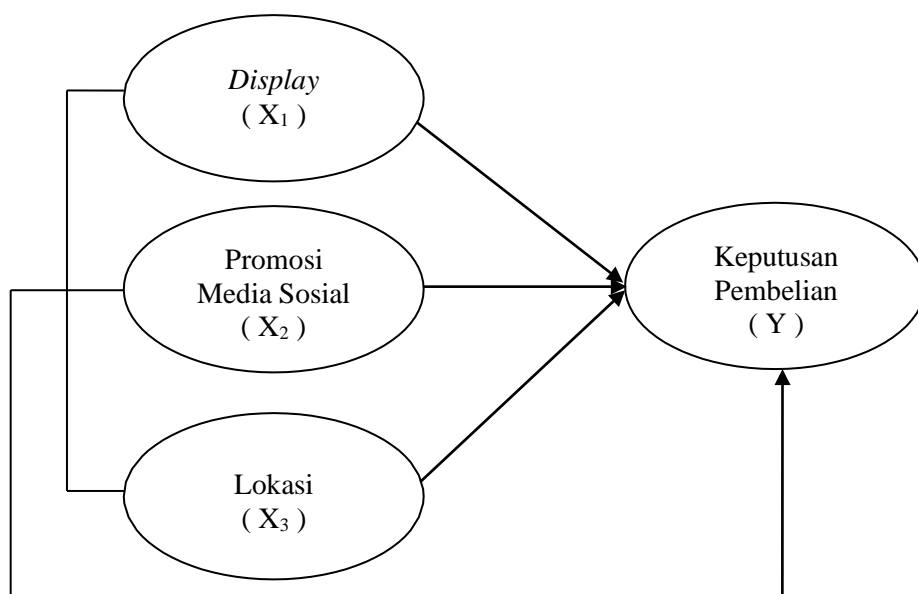 Display
( X₁ )
Promosi
Media Sosial
( X₂ )
Lokasi
( X₃ )
Keputusan
Pembelian
( Y )